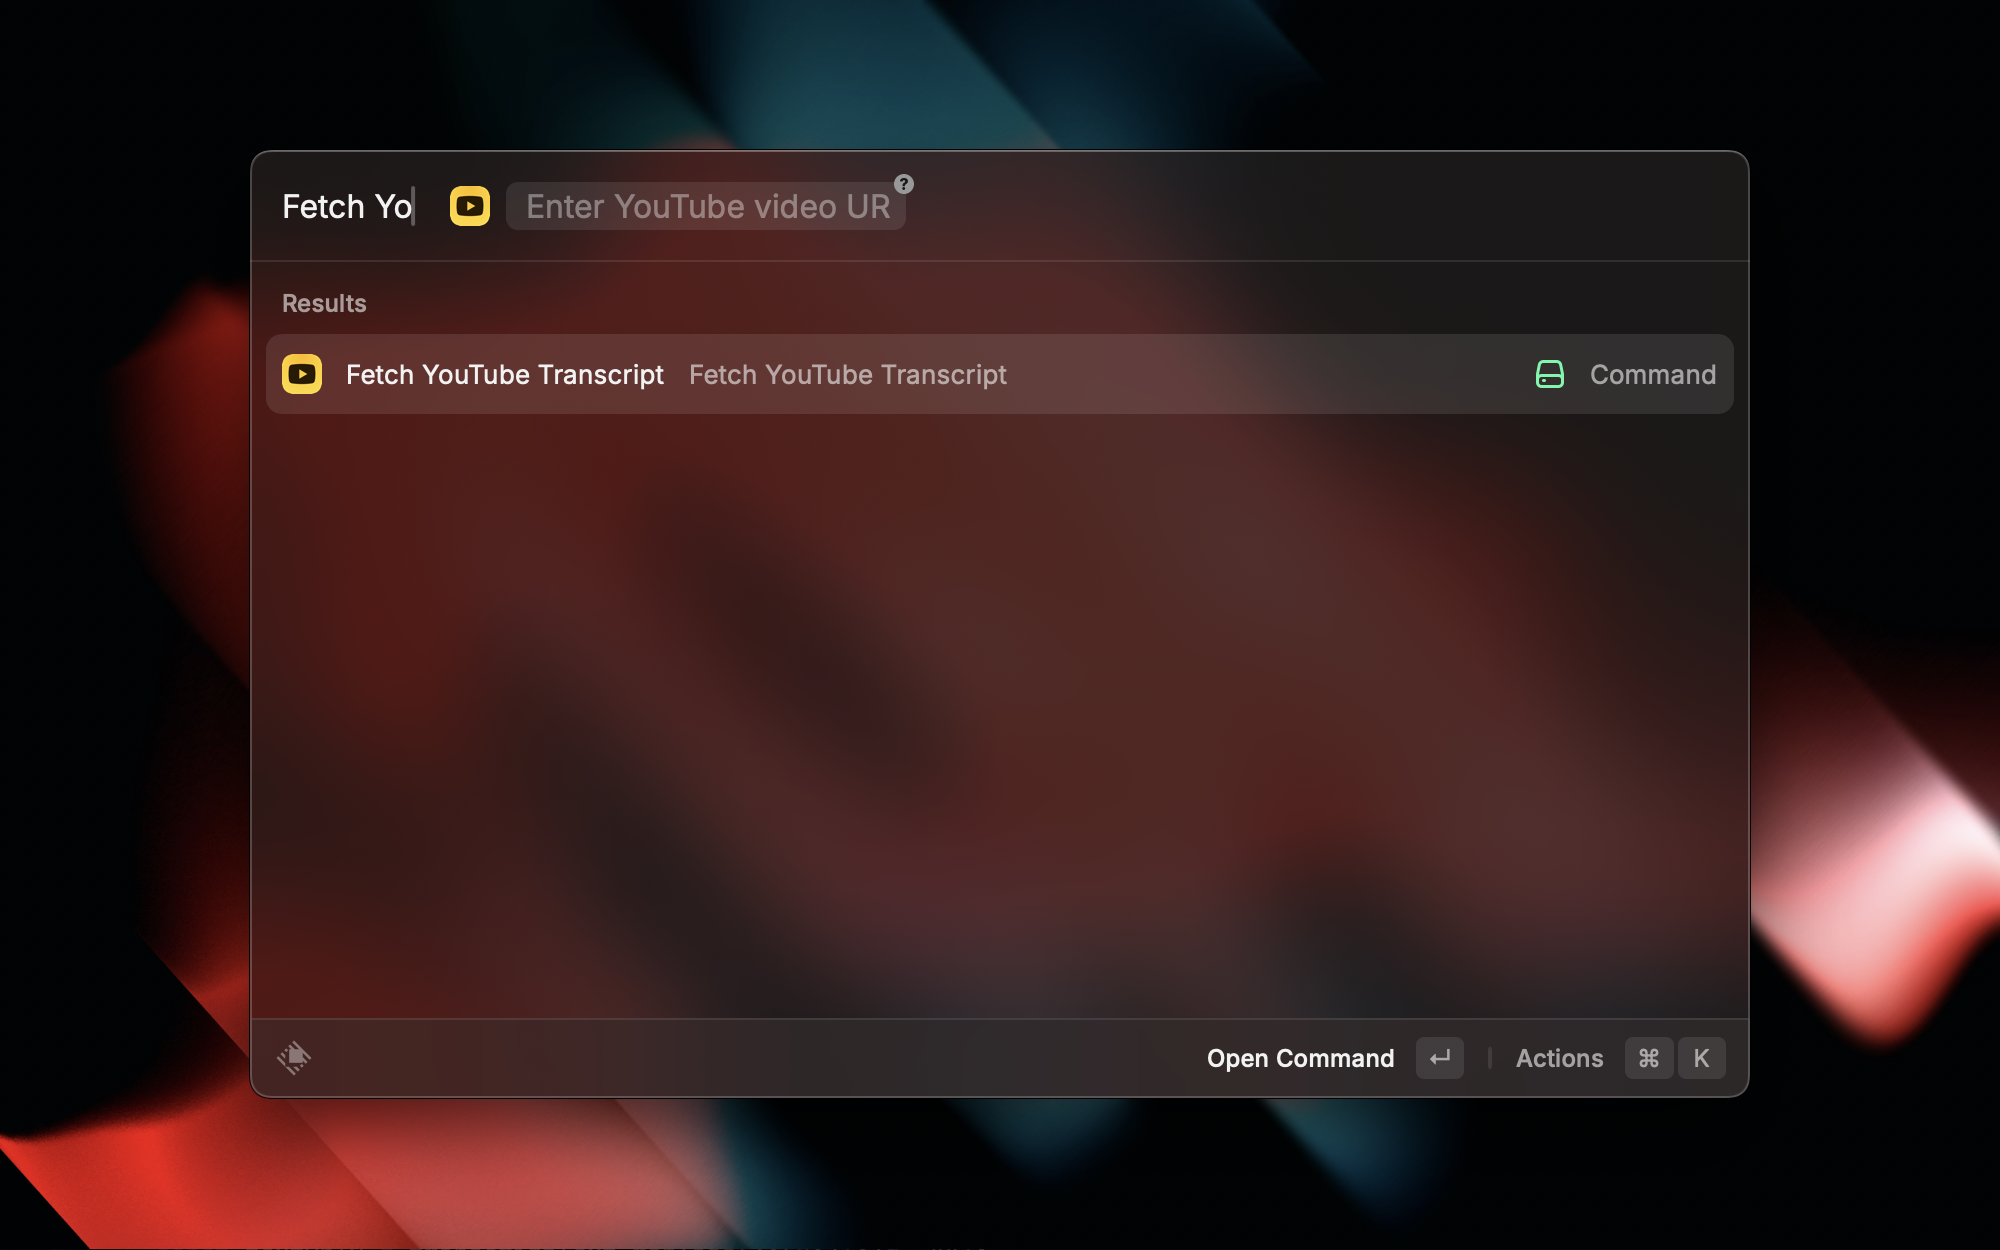 Fetch Yo Enter YouTube video UR ?
Results
Fetch YouTube Transcript Fetch YouTube Transcript Command
Open Command ↵ Actions ⌘ K